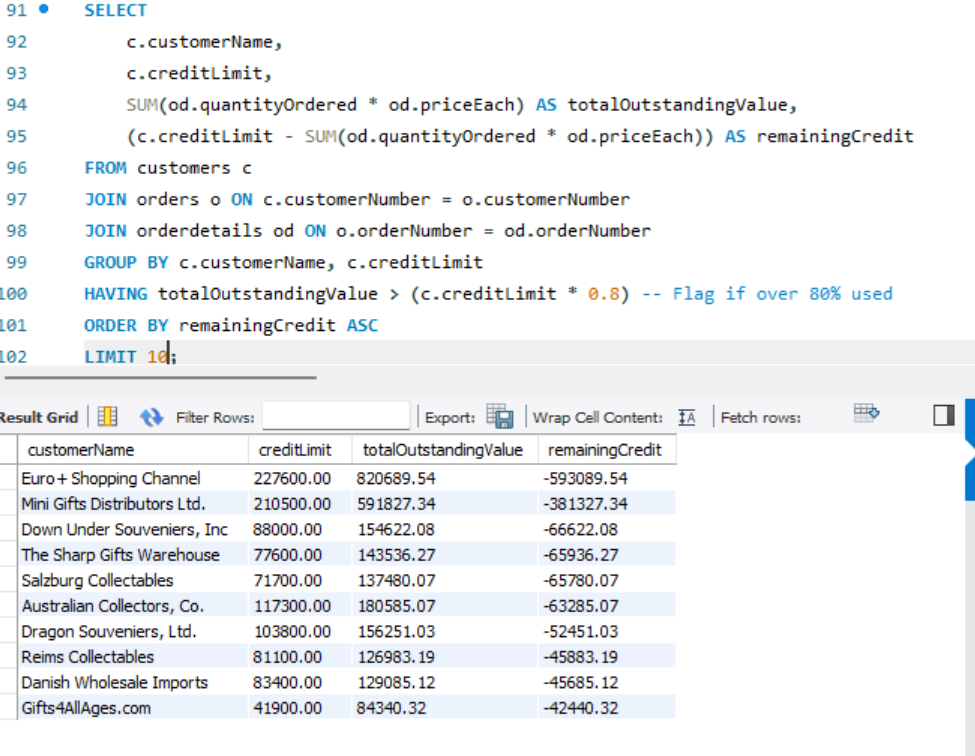 91 SELECT
92 c.customerName,
93 c.creditLimit,
94 SUM(od.quantityOrdered * od.priceEach) AS totalOutstandingValue,
95 (c.creditLimit - SUM(od.quantityOrdered * od.priceEach)) AS remainingCredit
96 FROM customers c
97 JOIN orders o ON c.customerNumber = o.customerNumber
98 JOIN orderdetails od ON o.orderNumber = od.orderNumber
99 GROUP BY c.customerName, c.creditLimit
100 HAVING totalOutstandingValue > (c.creditLimit * 0.8) -- Flag if over 80% used
101 ORDER BY remainingCredit ASC
102 LIMIT 10;
Result Grid Filter Rows: Export: Wrap Cell Content: Fetch rows:
customerName creditLimit totalOutstandingValue remainingCredit
Euro+ Shopping Channel 227600.00 820689.54 -593089.54
Mini Gifts Distributors Ltd. 210500.00 591827.34 -381327.34
Down Under Souveniers, Inc 88000.00 154622.08 -66622.08
The Sharp Gifts Warehouse 77600.00 143536.27 -65936.27
Salzburg Collectables 71700.00 137480.07 -65780.07
Australian Collectors, Co. 117300.00 180585.07 -63285.07
Dragon Souveniers, Ltd. 103800.00 156251.03 -52451.03
Reims Collectables 81100.00 126983.19 -45883.19
Danish Wholesale Imports 83400.00 129085.12 -45685.12
Gifts4AllAges.com 41900.00 84340.32 -42440.32